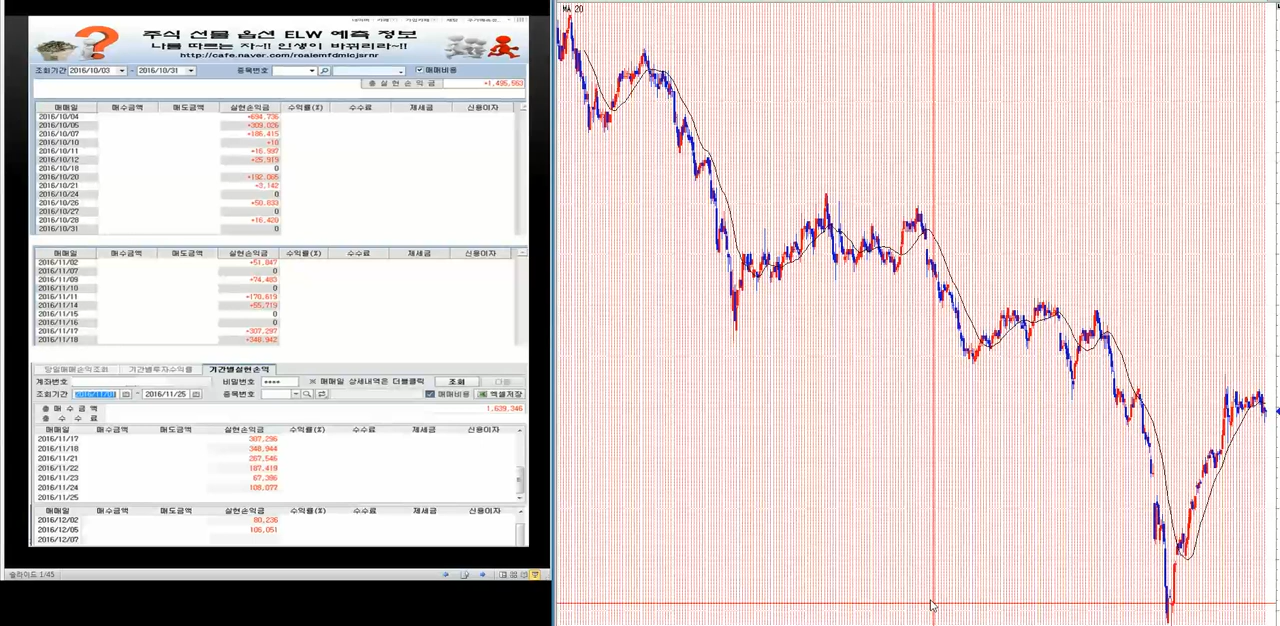 주식 선물 옵션 ELW 예측 정보
나를 따르는 자~!! 인생이 바뀌리라~!!
조회기간 2016/10/03 - 2016/10/31 종목번호 매매비용
총 실 현 손 익 금 +1,495,563
매매일 매수금액 매도금액 실현손익금 수익률(%) 수수료 제세금 신용이자
2016/10/04 +694,736
2016/10/05 +309,026
2016/10/07 +186,415
2016/10/10 +10
2016/10/11 +16,997
2016/10/12 +25,919
2016/10/18 0
2016/10/20 +192,065
2016/10/21 +3,142
2016/10/24 0
2016/10/26 +50,833
2016/10/27 0
2016/10/28 +16,420
2016/10/31 0
매매일 매수금액 매도금액 실현손익금 수익률(%) 수수료 제세금 신용이자
2016/11/02 +51,847
2016/11/07 0
2016/11/09 +74,483
2016/11/10 0
2016/11/11 +170,619
2016/11/14 +55,719
2016/11/15 0
2016/11/16 0
2016/11/17 +307,297
2016/11/18 +348,942
당일매매손익조회 기간별투자수익률 기간별실현손익
계좌번호 비밀번호 **** ※ 매매일 상세내역은 더블클릭 조회 다음
조회기간 2016/11/01 ~ 2016/11/25 종목번호 매매비용 엑셀저장
총 매 수 금 액 1,639,346
총 수 수 료
매매일 매수금액 매도금액 실현손익금 수익률(%) 수수료 제세금 신용이자
2016/11/17 307,296
2016/11/18 348,944
2016/11/21 267,546
2016/11/22 187,419
2016/11/23 67,396
2016/11/24 108,077
2016/11/25
매매일 매수금액 매도금액 실현손익금 수익률(%) 수수료 제세금 신용이자
2016/12/02 80,236
2016/12/05 106,051
2016/12/07
슬라이드 1/45
MA 20